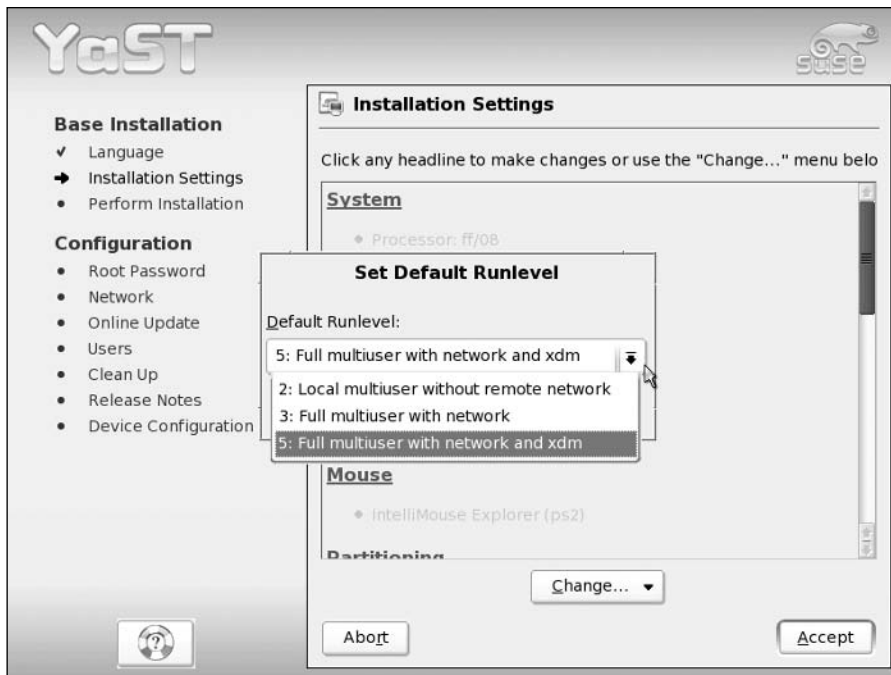 YaST
SUSE
Base Installation
Language
Installation Settings
Perform Installation
Configuration
Root Password
Network
Online Update
Users
Clean Up
Release Notes
Device Configuration
Installation Settings
Click any headline to make changes or use the "Change..." menu belo
System
Processor: ff/08
Set Default Runlevel
Default Runlevel:
5: Full multiuser with network and xdm
2: Local multiuser without remote network
3: Full multiuser with network
5: Full multiuser with network and xdm
Mouse
IntelliMouse Explorer (ps2)
Partitioning
Change...
Abort
Accept